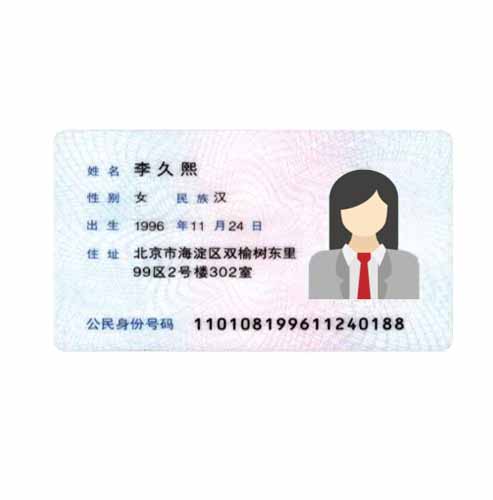 姓名 李久熙
性别 女 民族 汉
出生 1996 年 11 月 24 日
住址 北京市海淀区双榆树东里
99区2号楼302室
公民身份号码 110108199611240188